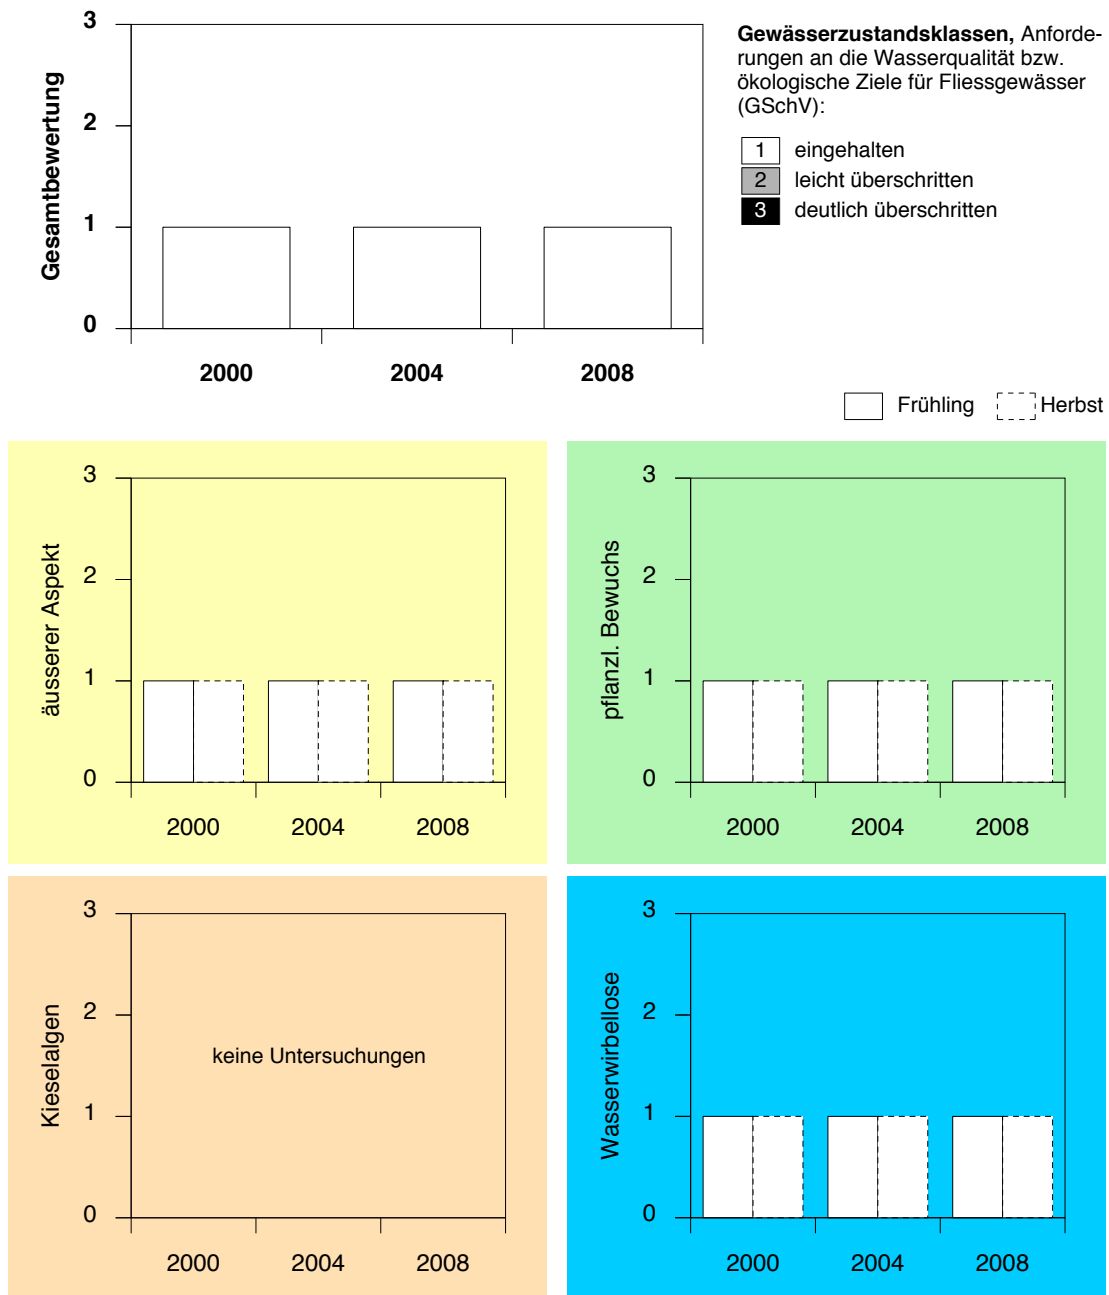 Gesamtbewertung
3
2
1
0
2000 2004 2008
Gewässerzustandsklassen, Anforde-
rungen an die Wasserqualität bzw.
ökologische Ziele für Fliessgewässer
(GSchV):
1 eingehalten
2 leicht überschritten
3 deutlich überschritten
Frühling Herbst
äusserer Aspekt
3
2
1
0
2000 2004 2008
pflanzl. Bewuchs
3
2
1
0
2000 2004 2008
Kieselalgen
3
2
1
0
keine Untersuchungen
2000 2004 2008
Wasserwirbellose
3
2
1
0
2000 2004 2008